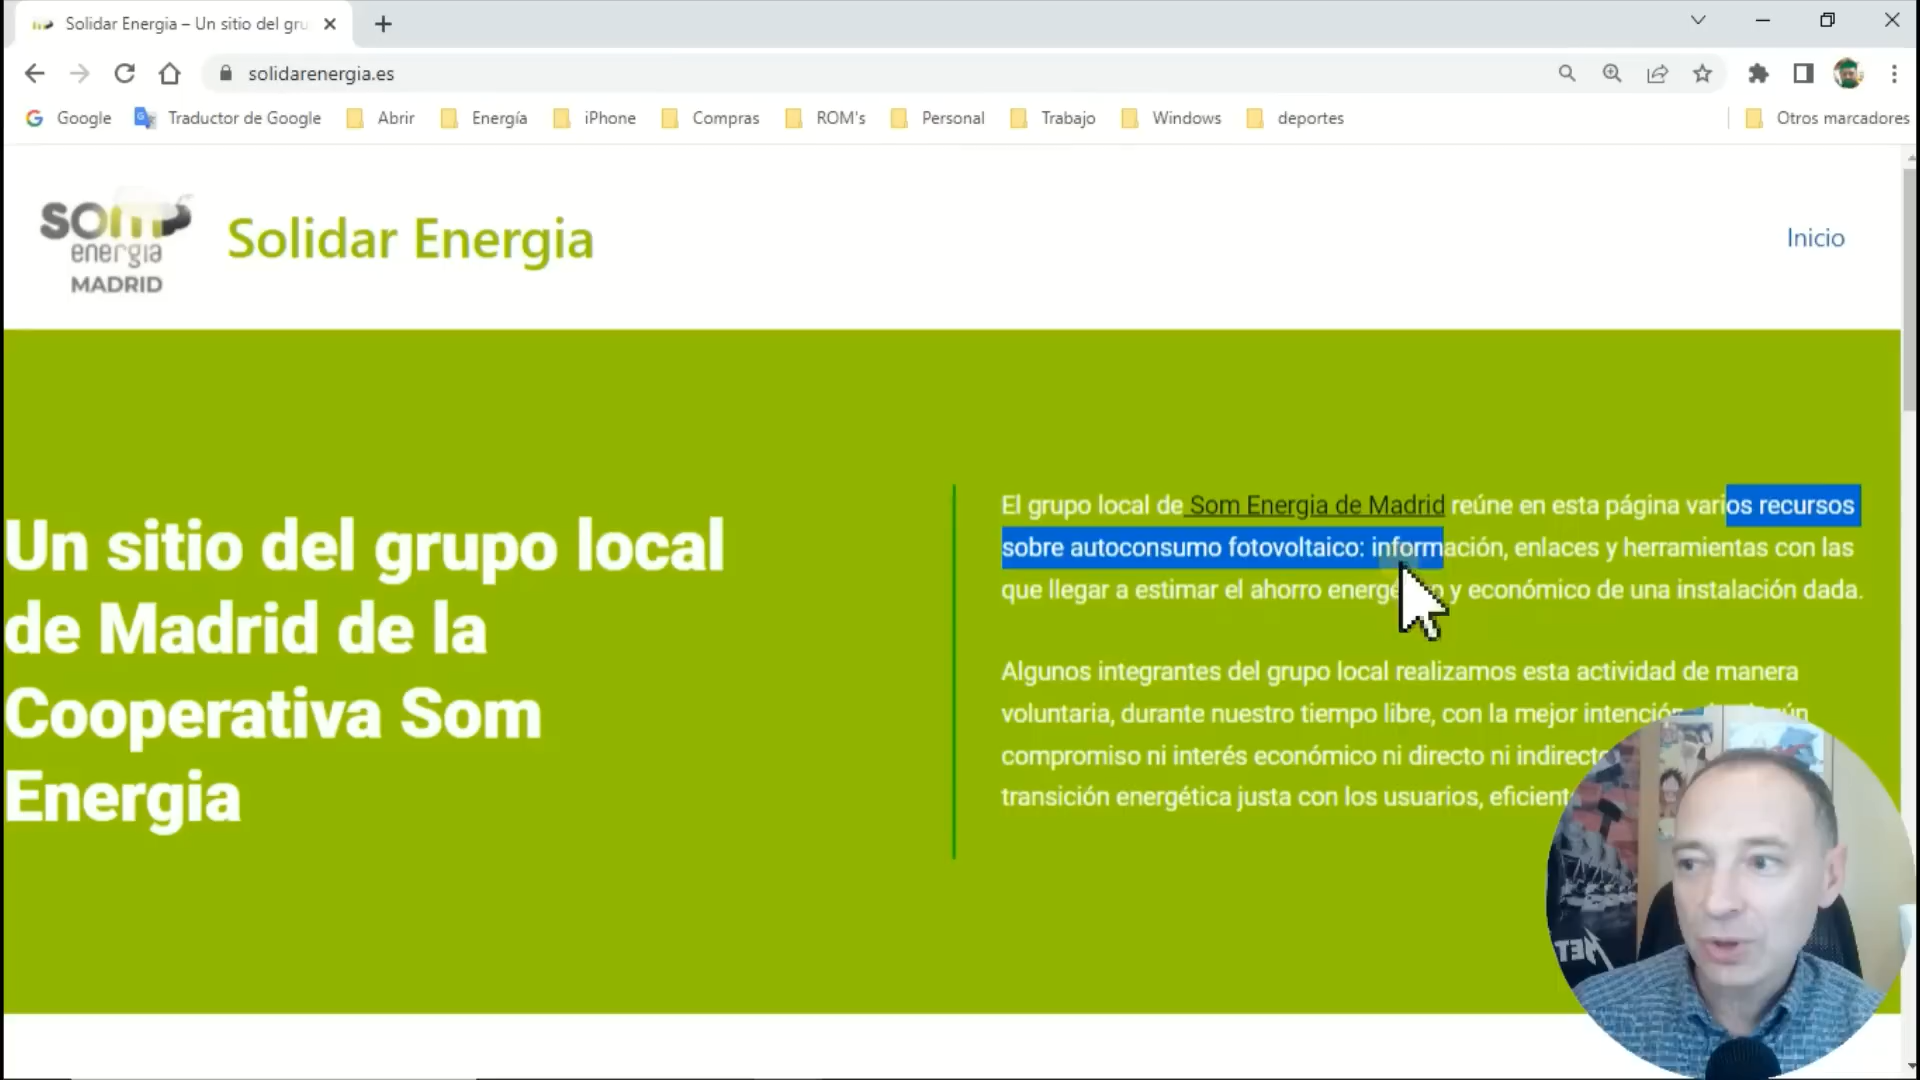 Solidar Energia – Un sitio del gru
solidarenergia.es
Google
Traductor de Google
Abrir
Energía
iPhone
Compras
ROM's
Personal
Trabajo
Windows
deportes
Otros marcadores
som
energia
MADRID
Solidar Energia
Inicio
Un sitio del grupo local
de Madrid de la
Cooperativa Som
Energia
El grupo local de Som Energia de Madrid reúne en esta página varios recursos
sobre autoconsumo fotovoltaico: información, enlaces y herramientas con las
que llegar a estimar el ahorro y económico de una instalación dada.
Algunos integrantes del grupo local realizamos esta actividad de manera
voluntaria, durante nuestro tiempo libre, con la mejor
compromiso ni interés económico ni directo ni
transición energética justa con los usuarios,